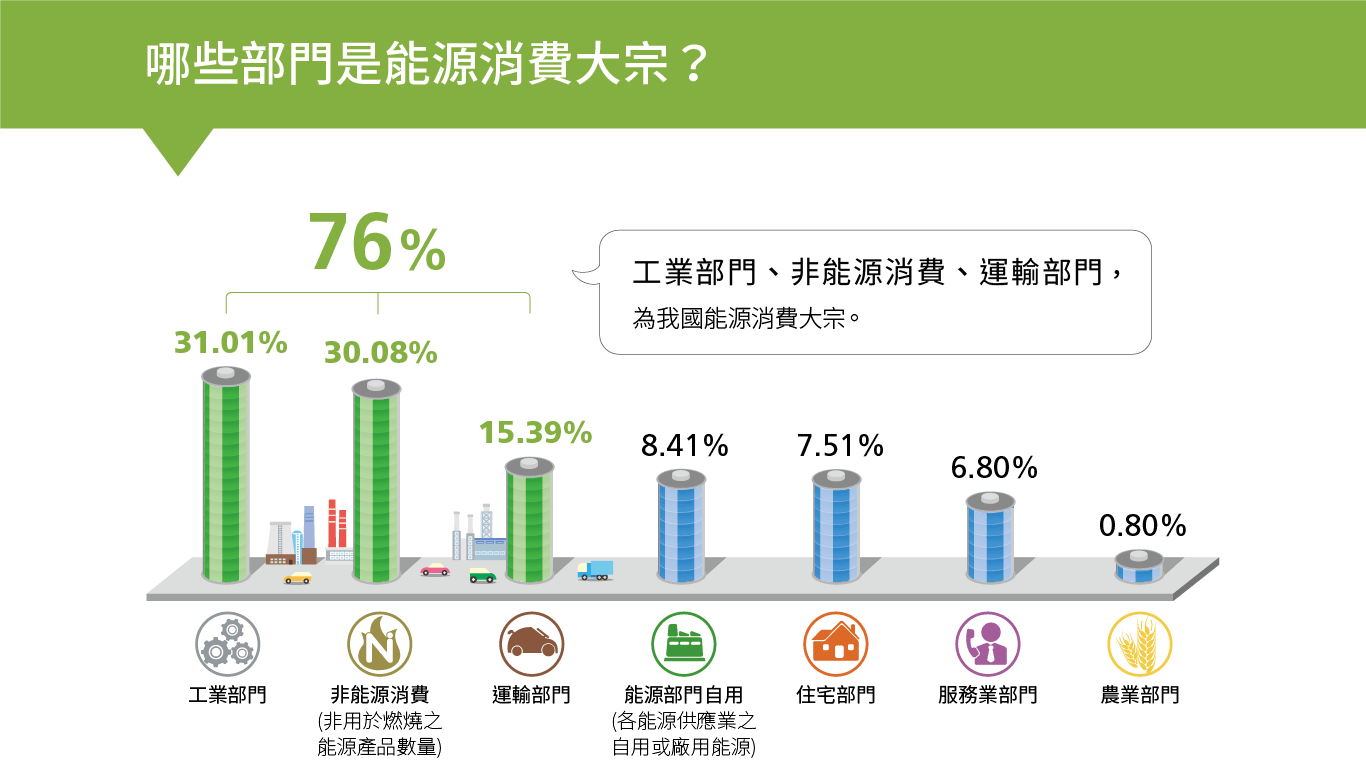 哪些部門是能源消費大宗？
76%
工業部門、非能源消費、運輸部門，
為我國能源消費大宗。
31.01%
30.08%
15.39%
8.41%
7.51%
6.80%
0.80%
N
工業部門
非能源消費
(非用於燃燒之
能源產品數量)
運輸部門
能源部門自用
(各能源供應業之
自用或廠用能源)
住宅部門
服務業部門
農業部門